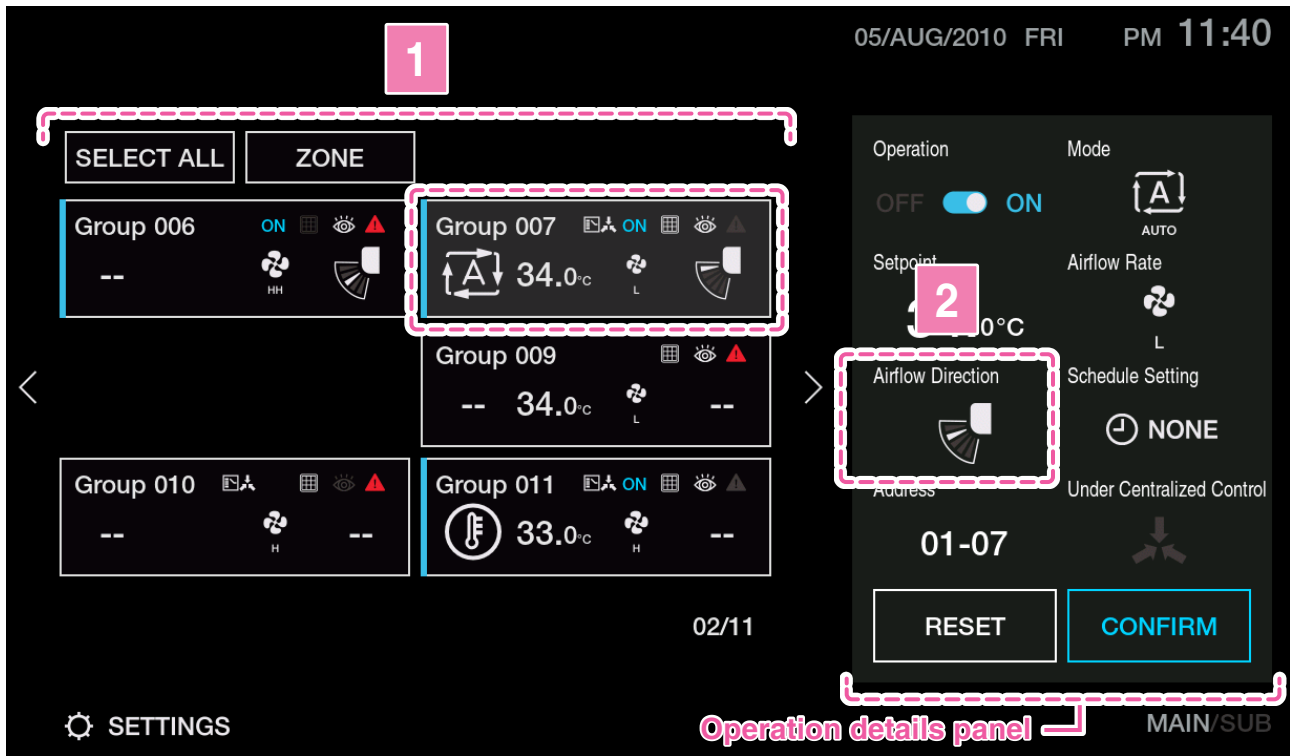 1
05/AUG/2010 FRI PM 11:40
SELECT ALL ZONE
Group 006 ON
--
HH
Group 007 ON
A 34.0°C
L
Group 009
-- 34.0°C --
L
Group 010
-- --
H
Group 011 ON
33.0°C --
H
02/11
SETTINGS
Operation Mode
OFF ON A
AUTO
Setpoint Airflow Rate
2
0°C
L
Airflow Direction Schedule Setting
NONE
Address Under Centralized Control
01-07
RESET CONFIRM
Operation details panel
MAIN/SUB